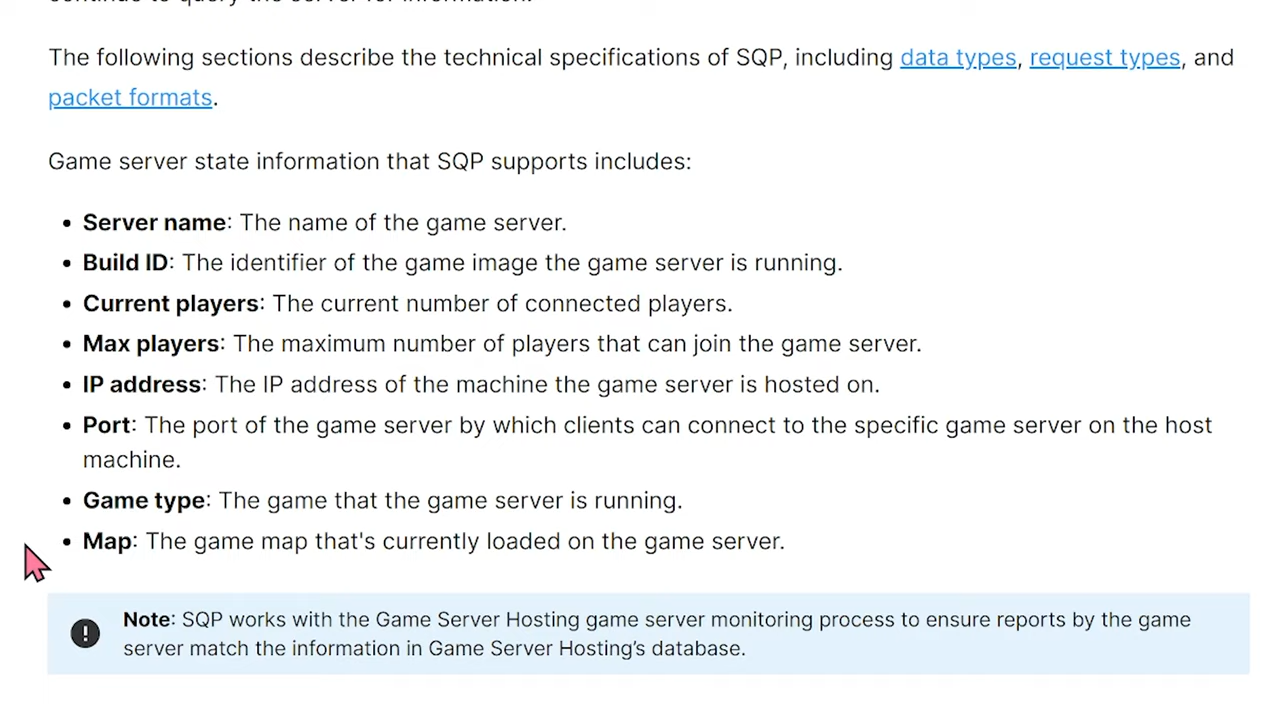 The following sections describe the technical specifications of SQP, including data types, request types, and
packet formats.
Game server state information that SQP supports includes:
• Server name: The name of the game server.
• Build ID: The identifier of the game image the game server is running.
• Current players: The current number of connected players.
• Max players: The maximum number of players that can join the game server.
• IP address: The IP address of the machine the game server is hosted on.
• Port: The port of the game server by which clients can connect to the specific game server on the host
machine.
• Game type: The game that the game server is running.
• Map: The game map that's currently loaded on the game server.
Note: SQP works with the Game Server Hosting game server monitoring process to ensure reports by the game
server match the information in Game Server Hosting’s database.